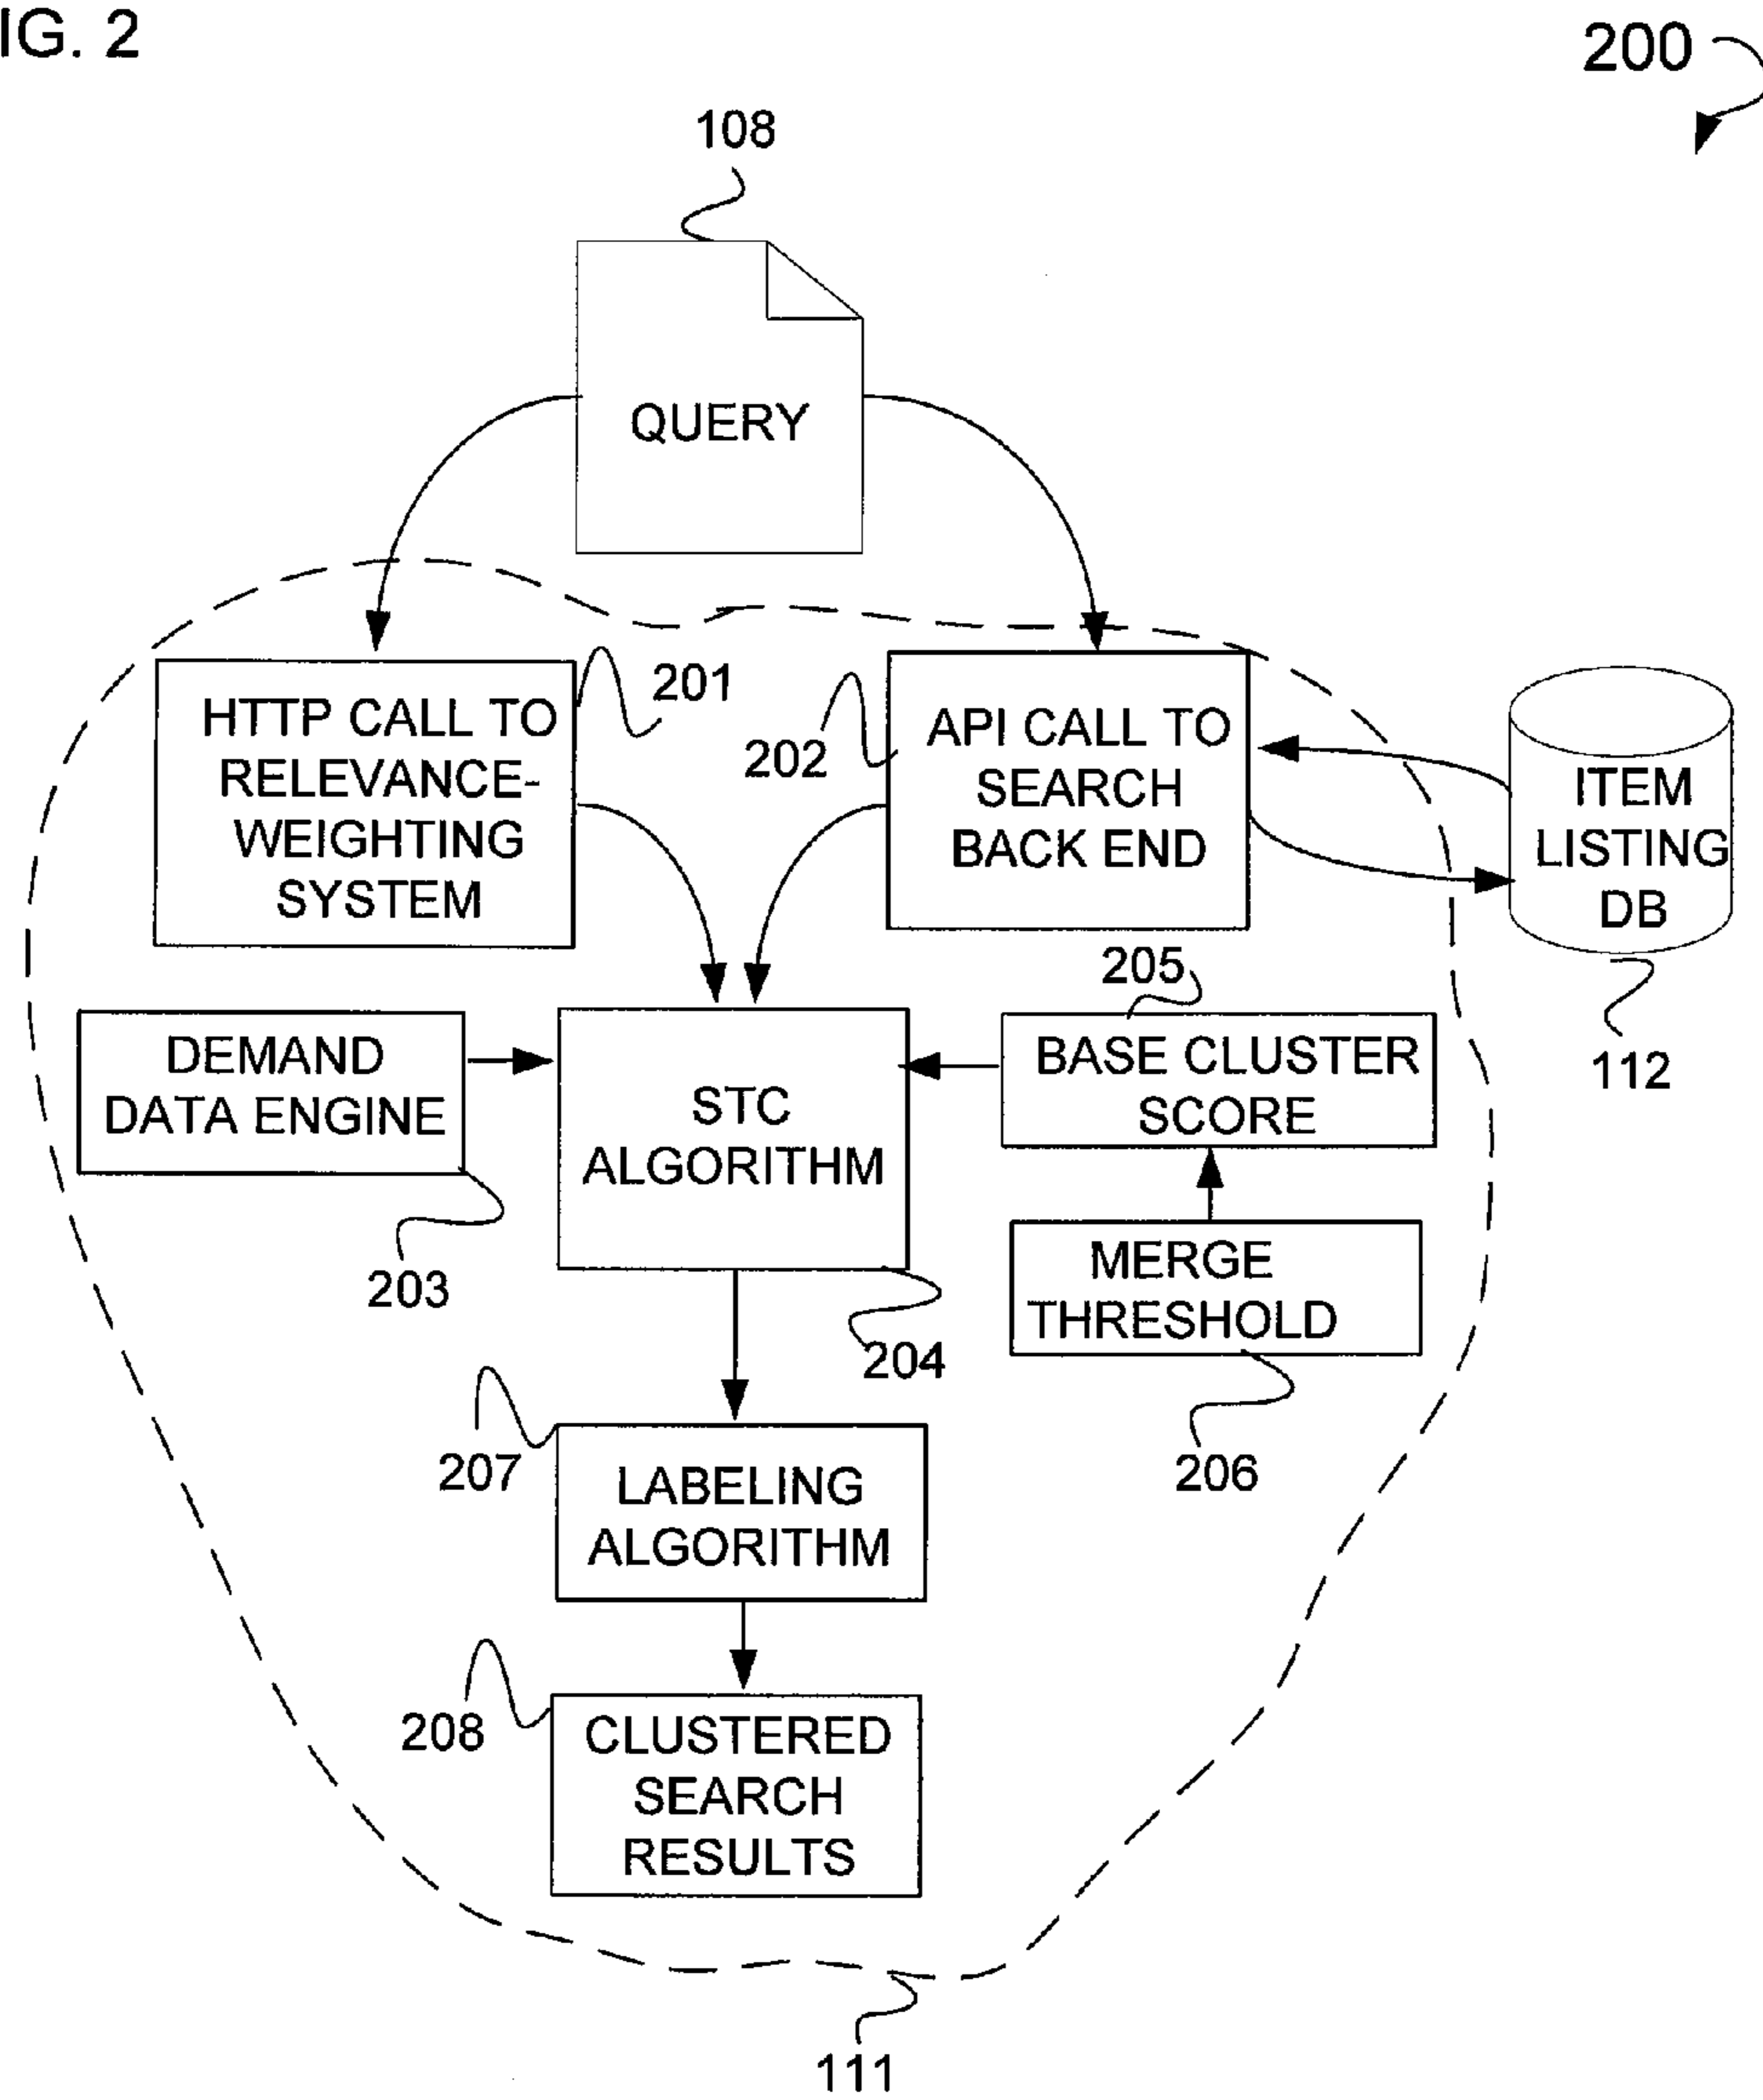 IG. 2
200
108
QUERY
201
HTTP CALL TO
RELEVANCE-
WEIGHTING
SYSTEM
202
API CALL TO
SEARCH
BACK END
ITEM
LISTING
DB
112
205
DEMAND
DATA ENGINE
STC
ALGORITHM
BASE CLUSTER
SCORE
203
MERGE
THRESHOLD
204
206
207
LABELING
ALGORITHM
208
CLUSTERED
SEARCH
RESULTS
111